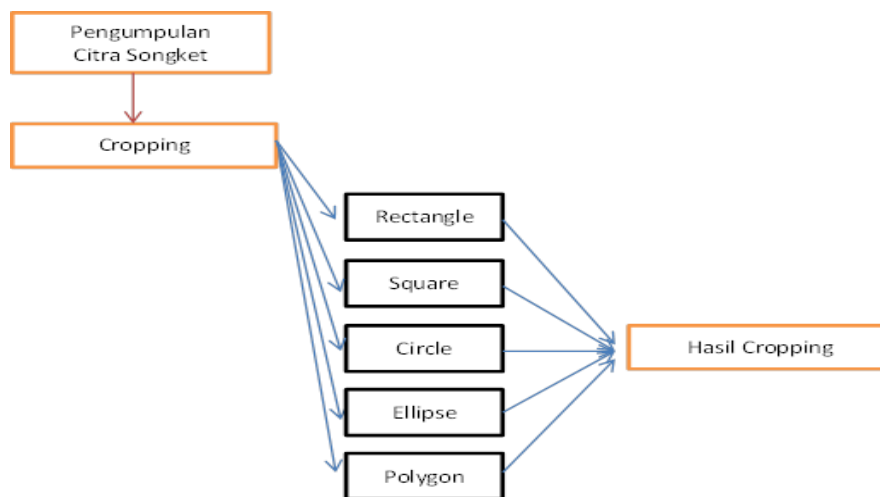 Pengumpulan
Citra Songket
Cropping
Rectangle
Square
Circle
Ellipse
Polygon
Hasil Cropping